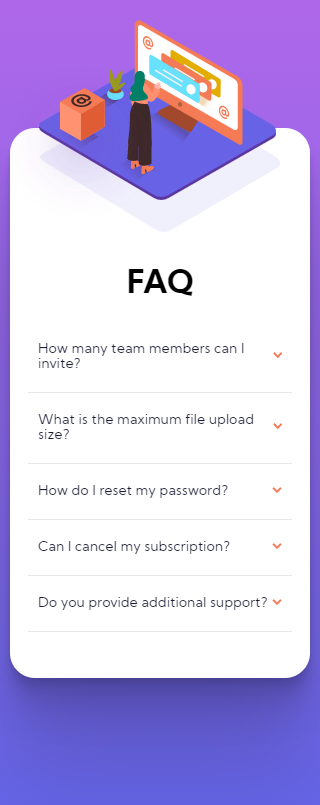 @
@
@
FAQ
How many team members can I
invite?
What is the maximum file upload
size?
How do I reset my password?
Can I cancel my subscription?
Do you provide additional support?